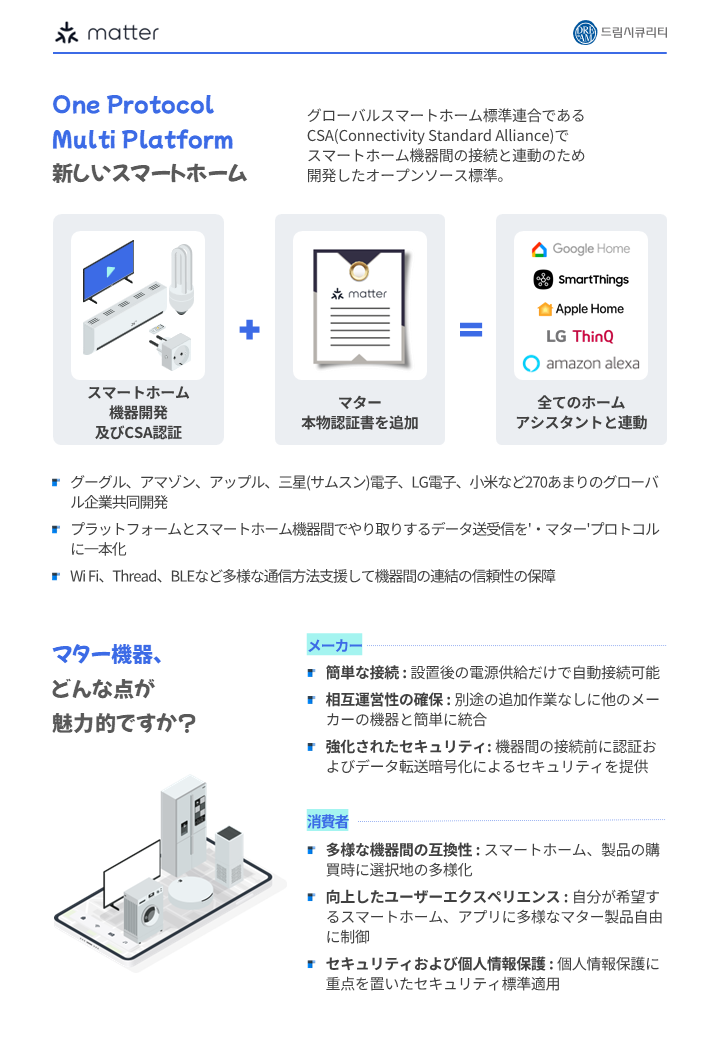 matter
DREAM
드림시큐리티
One Protocol
Multi Platform
新しいスマートホーム
グローバルスマートホーム標準連合である
CSA(Connectivity Standard Alliance)で
スマートホーム機器間の接続と連動のため
開発したオープンソース標準。
スマートホーム
機器開発
及びCSA認証
+
matter
マター
本物認証書を追加
=
Google Home
SmartThings
Apple Home
LG ThinQ
amazon alexa
全てのホーム
アシスタントと連動
グーグル、アマゾン、アップル、三星(サムスン)電子、LG電子、小米など270あまりのグローバ
ル企業共同開発
プラットフォームとスマートホーム機器間でやり取りするデータ送受信を'・マター'プロトコル
に一本化
Wi Fi、Thread、BLEなど多様な通信方法支援して機器間の連結の信頼性の保障
マター機器、
どんな点が
魅力的ですか?
メーカー
簡単な接続 : 設置後の電源供給だけで自動接続可能
相互運営性の確保 : 別途の追加作業なしに他のメー
カーの機器と簡単に統合
強化されたセキュリティ: 機器間の接続前に認証お
よびデータ転送暗号化によるセキュリティを提供
消費者
多様な機器間の互換性 : スマートホーム、製品の購
買時に選択地の多様化
向上したユーザーエクスペリエンス : 自分が希望す
るスマートホーム、アプリに多様なマター製品自由
に制御
セキュリティおよび個人情報保護 : 個人情報保護に
重点を置いたセキュリティ標準適用